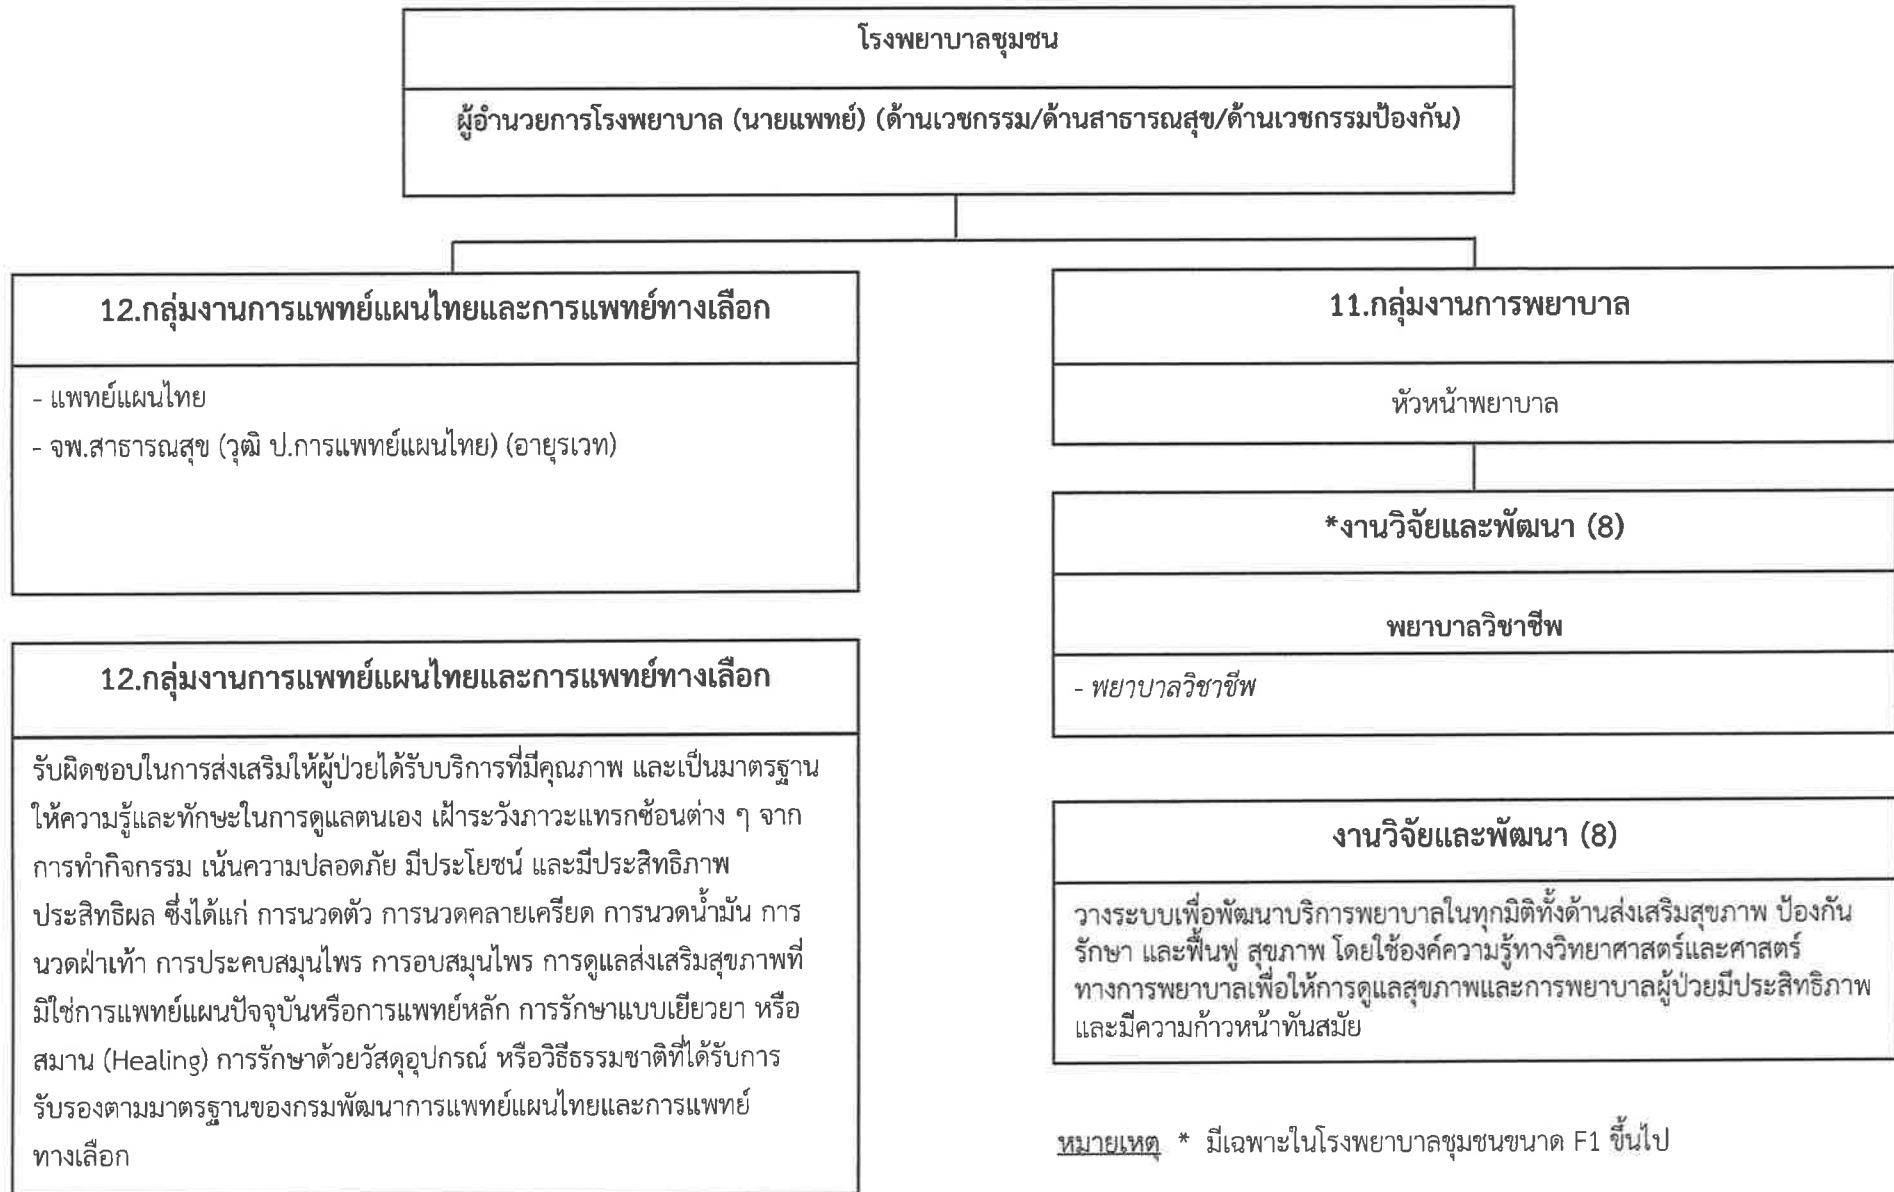 โรงพยาบาลชุมชน
ผู้อำนวยการโรงพยาบาล (นายแพทย์) (ด้านเวชกรรม/ด้านสาธารณสุข/ด้านเวชกรรมป้องกัน)
12.กลุ่มงานการแพทย์แผนไทยและการแพทย์ทางเลือก
- แพทย์แผนไทย
- จพ.สาธารณสุข (วุฒิ ป.การแพทย์แผนไทย) (อายุรเวท)
12.กลุ่มงานการแพทย์แผนไทยและการแพทย์ทางเลือก
รับผิดชอบในการส่งเสริมให้ผู้ป่วยได้รับบริการที่มีคุณภาพ และเป็นมาตรฐาน
ให้ความรู้และทักษะในการดูแลตนเอง เฝ้าระวังภาวะแทรกซ้อนต่าง ๆ จาก
การทำกิจกรรม เน้นความปลอดภัย มีประโยชน์ และมีประสิทธิภาพ
ประสิทธิผล ซึ่งได้แก่ การนวดตัว การนวดคลายเครียด การนวดน้ำมัน การ
นวดฝ่าเท้า การประคบสมุนไพร การอบสมุนไพร การดูแลส่งเสริมสุขภาพที่
มิใช่การแพทย์แผนปัจจุบันหรือการแพทย์หลัก การรักษาแบบเยียวยา หรือ
สมาน (Healing) การรักษาด้วยวัสดุอุปกรณ์ หรือวิธีธรรมชาติที่ได้รับการ
รับรองตามมาตรฐานของกรมพัฒนาการแพทย์แผนไทยและการแพทย์
ทางเลือก
11.กลุ่มงานการพยาบาล
หัวหน้าพยาบาล
*งานวิจัยและพัฒนา (8)
พยาบาลวิชาชีพ
- พยาบาลวิชาชีพ
งานวิจัยและพัฒนา (8)
วางระบบเพื่อพัฒนาบริการพยาบาลในทุกมิติทั้งด้านส่งเสริมสุขภาพ ป้องกัน
รักษา และฟื้นฟู สุขภาพ โดยใช้องค์ความรู้ทางวิทยาศาสตร์และศาสตร์
ทางการพยาบาลเพื่อให้การดูแลสุขภาพและการพยาบาลผู้ป่วยมีประสิทธิภาพ
และมีความก้าวหน้าทันสมัย
หมายเหตุ * มีเฉพาะในโรงพยาบาลชุมชนขนาด F1 ขึ้นไป